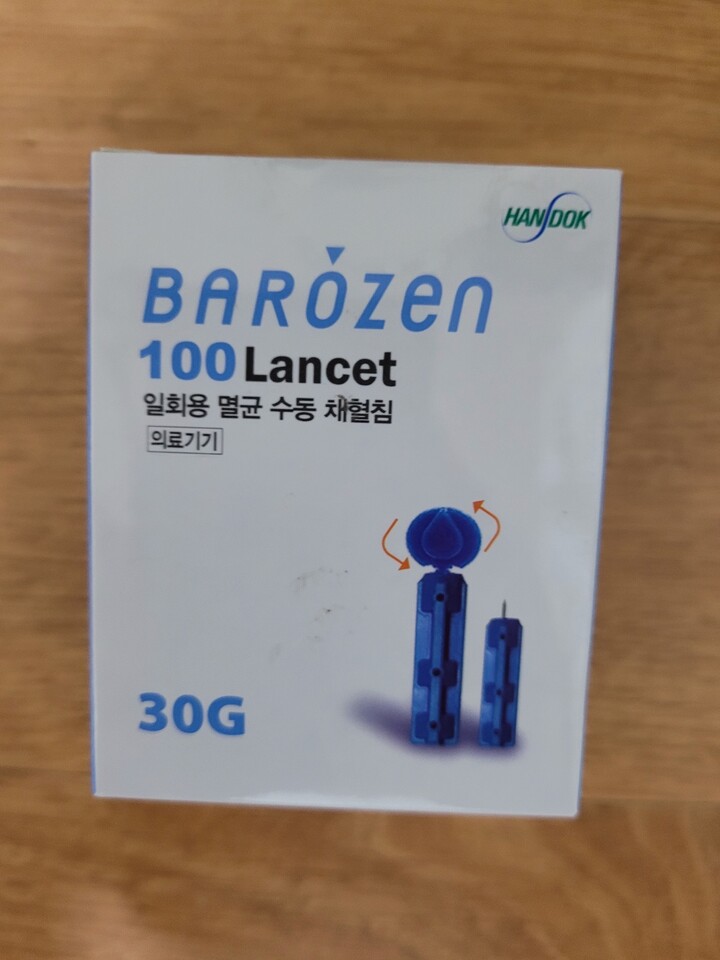 HANDOK
BAROZEN
100 Lancet
일회용 멸균 수동 채혈침
의료기기
30G